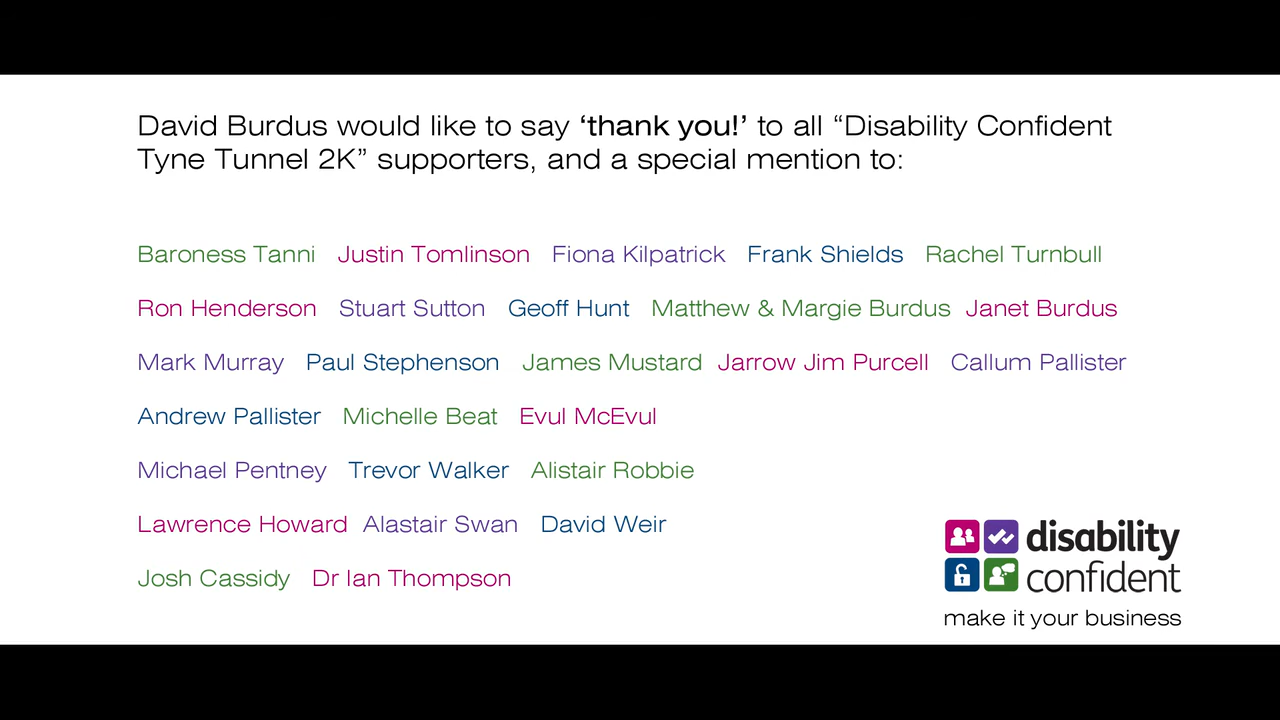 David Burdus would like to say ‘thank you!’ to all “Disability Confident
Tyne Tunnel 2K” supporters, and a special mention to:
Baroness Tanni Justin Tomlinson Fiona Kilpatrick Frank Shields Rachel Turnbull
Ron Henderson Stuart Sutton Geoff Hunt Matthew & Margie Burdus Janet Burdus
Mark Murray Paul Stephenson James Mustard Jarrow Jim Purcell Callum Pallister
Andrew Pallister Michelle Beat Evul McEvul
Michael Pentney Trevor Walker Alistair Robbie
Lawrence Howard Alastair Swan David Weir
Josh Cassidy Dr Ian Thompson
disability
confident
make it your business